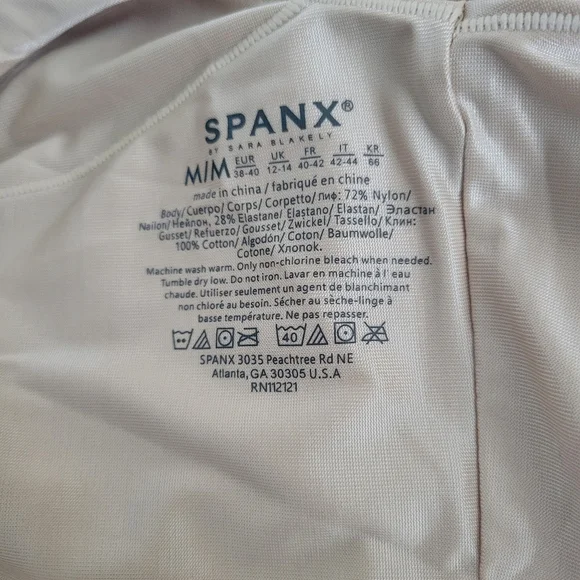 SPANX®
BY SARA BLAKELY
M/M EUR 38-40 UK 12-14 FR 40-42 IT 42-44 KR 66
made in china / fabriqué en chine
Body/Cuerpo/Corps/Corpetto/Лиф: 72% Nylon/
Nailon/Нейлон, 28% Elastane/ Elastano/Elastan/ Эластан
Gusset/Refuerzo/Gousset/Zwickel/Tassello/Клин:
100% Cotton/Algodón/Coton/Baumwolle/
Cotone/Хлопок.
Machine wash warm. Only non-chlorine bleach when needed.
Tumble dry low. Do not iron. Lavar en machine à l' eau
chaude. Utiliser seulement un agent de blanchimant
non chloré au besoin. Sécher au sèche-linge à
basse température. Ne pas repasser.
40
SPANX 3035 Peachtree Rd NE
Atlanta, GA 30305 U.S.A
RN112121